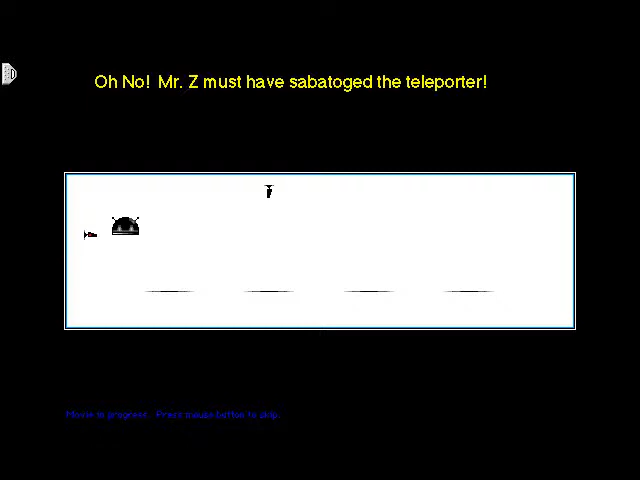 Oh No!  Mr. Z must have sabatoged the teleporter!
Movie in progress.  Press mouse button to skip.